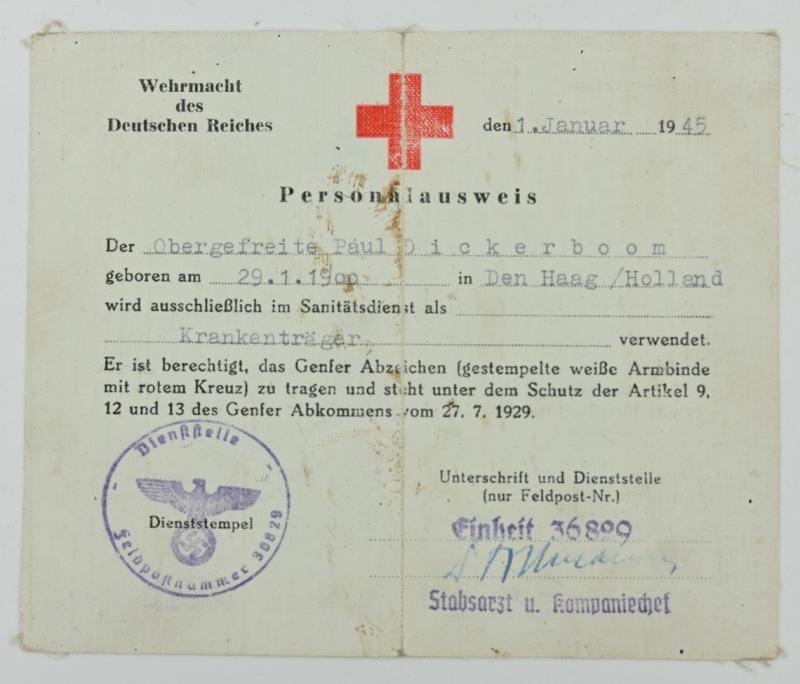 Wehrmacht
des
Deutschen Reiches
den 1. Januar 1945
Personalausweis
Der Obergefreite Paul Dickerboom
geboren am 29.1.1900 in Den Haag /Holland
wird ausschließlich im Sanitätsdienst als
Krankenträger verwendet.
Er ist berechtigt, das Genfer Abzeichen (gestempelte weiße Armbinde
mit rotem Kreuz) zu tragen und steht unter dem Schutz der Artikel 9,
12 und 13 des Genfer Abkommens vom 27. 7. 1929.
Dienststelle
Dienststempel
Feldpostnummer 36829
Unterschrift und Dienststelle
(nur Feldpost-Nr.)
Einheit 36899
Stabsarzt u. Kompaniechef